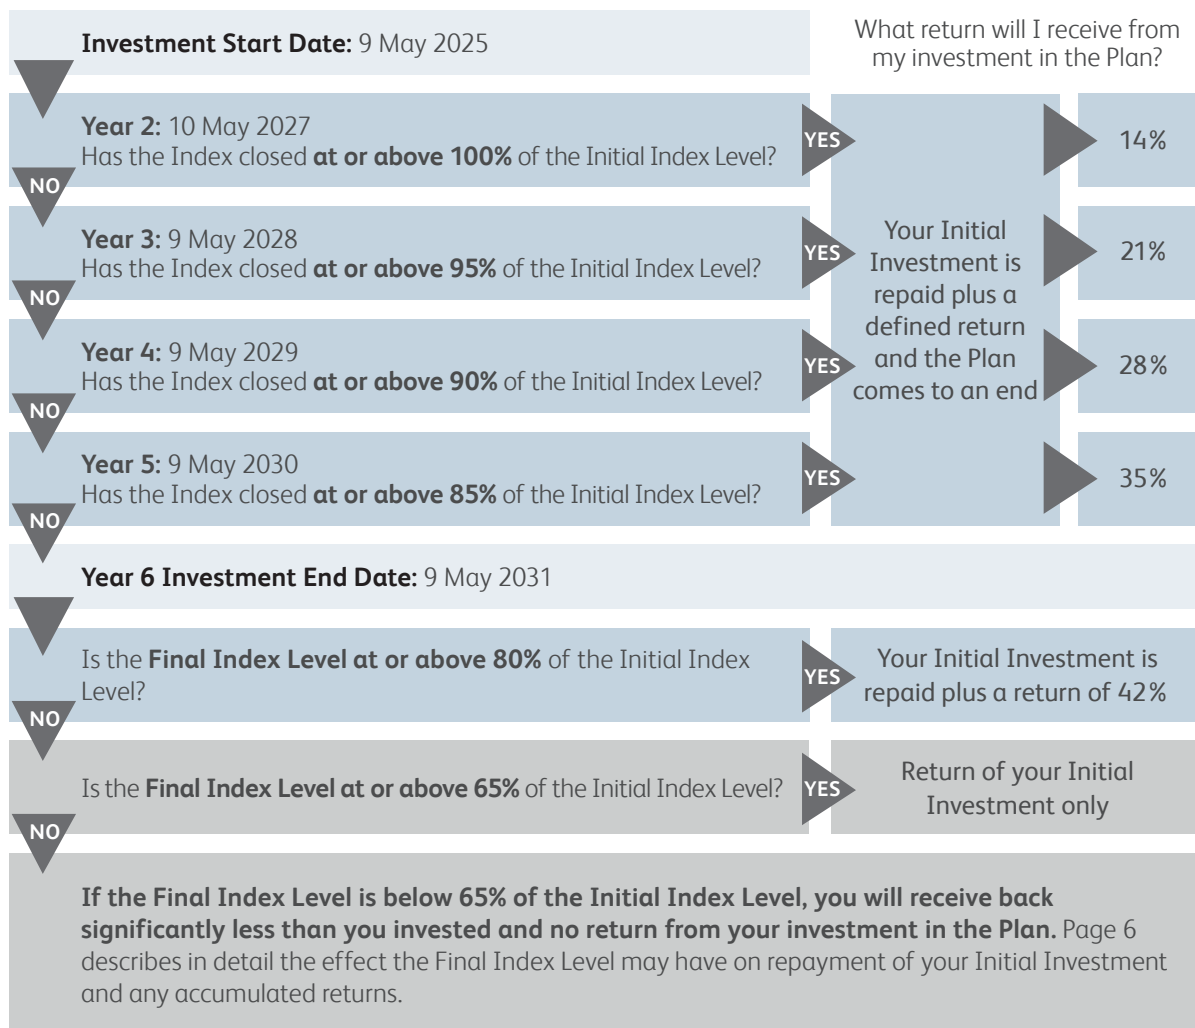 Investment Start Date: 9 May 2025
What return will I receive from
my investment in the Plan?
Year 2: 10 May 2027
Has the Index closed at or above 100% of the Initial Index Level?
YES
14%
NO
Year 3: 9 May 2028
Has the Index closed at or above 95% of the Initial Index Level?
YES
21%
NO
Year 4: 9 May 2029
Has the Index closed at or above 90% of the Initial Index Level?
YES
28%
NO
Year 5: 9 May 2030
Has the Index closed at or above 85% of the Initial Index Level?
YES
35%
NO
Your Initial
Investment is
repaid plus a
defined return
and the Plan
comes to an end
Year 6 Investment End Date: 9 May 2031
Is the Final Index Level at or above 80% of the Initial Index
Level?
YES
Your Initial Investment is
repaid plus a return of 42%
NO
Is the Final Index Level at or above 65% of the Initial Index Level?
YES
Return of your Initial
Investment only
NO
If the Final Index Level is below 65% of the Initial Index Level, you will receive back
significantly less than you invested and no return from your investment in the Plan. Page 6
describes in detail the effect the Final Index Level may have on repayment of your Initial Investment
and any accumulated returns.